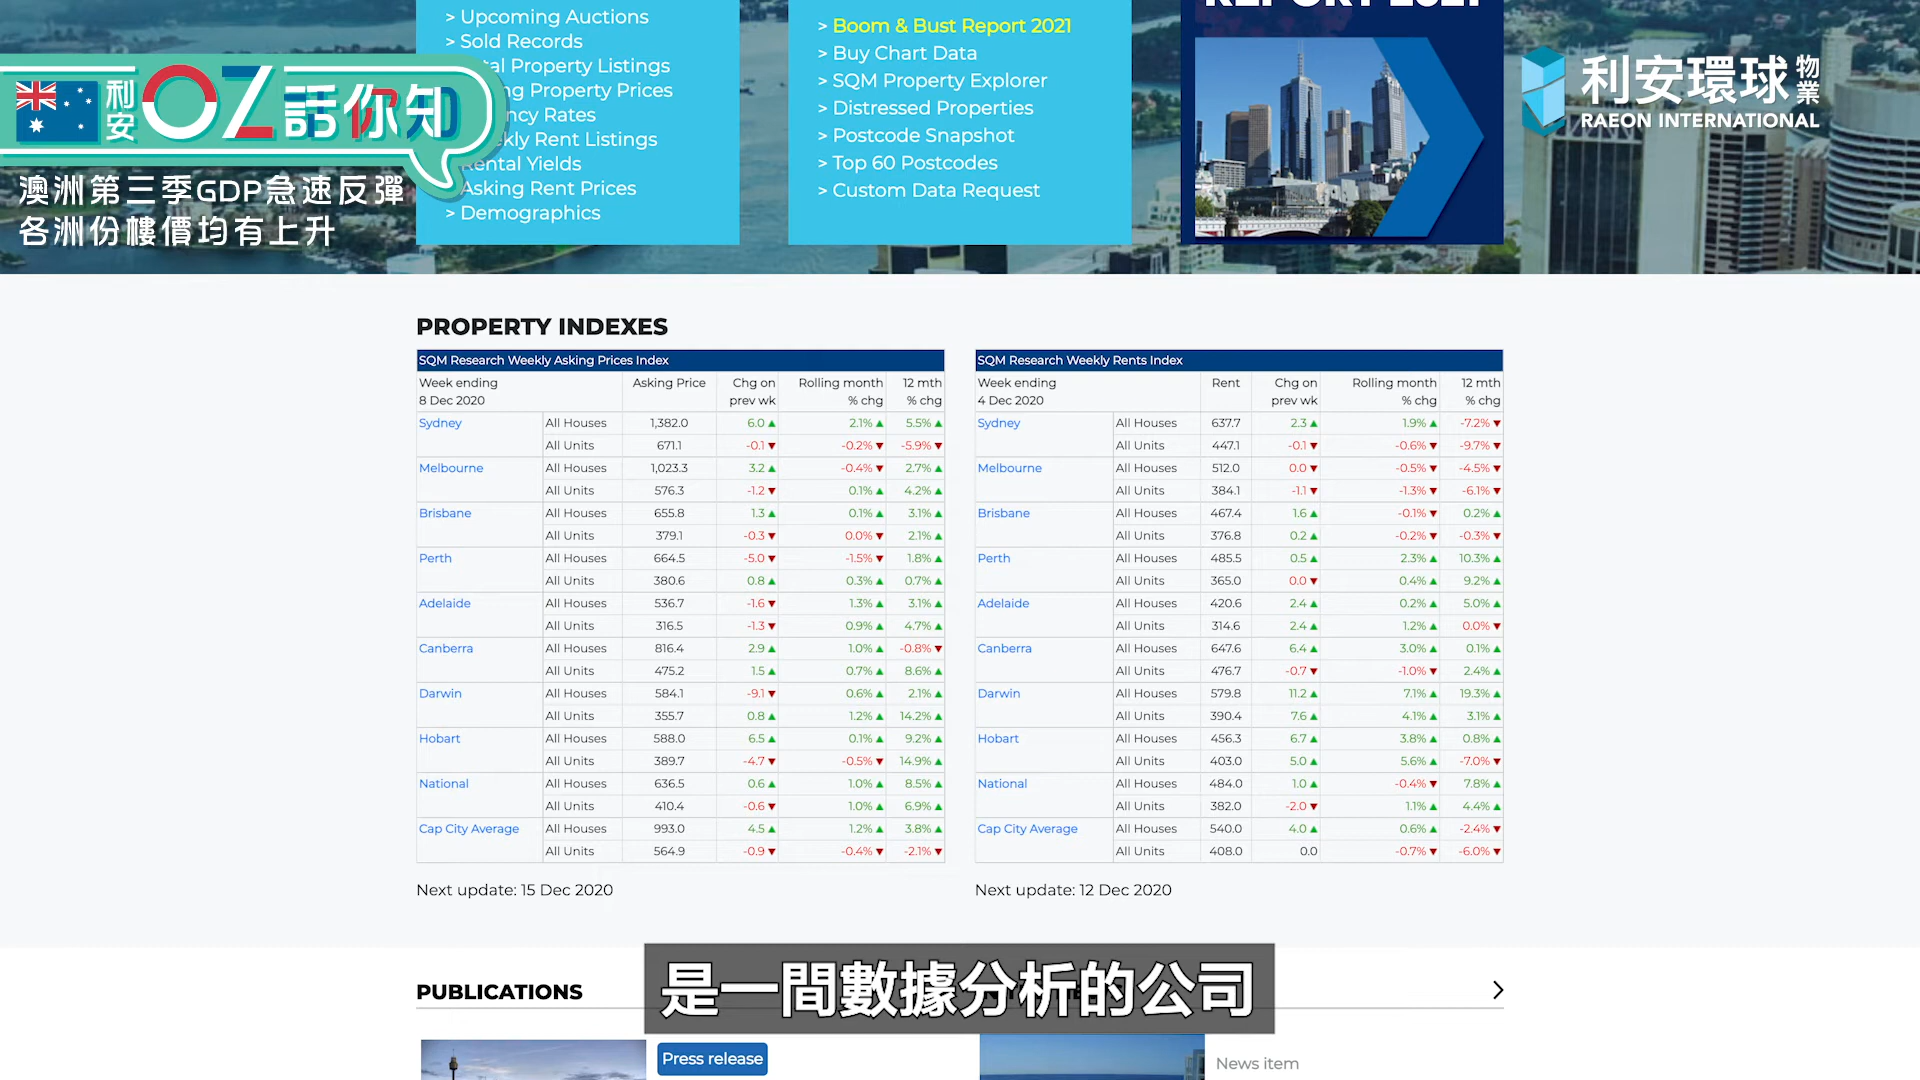 > Upcoming Auctions
> Sold Records
tal Property Listings
ng Property Prices
ncy Rates
kly Rent Listings
Rental Yields
Asking Rent Prices
> Demographics
> Boom & Bust Report 2021
> Buy Chart Data
> SQM Property Explorer
> Distressed Properties
> Postcode Snapshot
> Top 60 Postcodes
> Custom Data Request
利安 OZ 話你知
澳洲第三季GDP急速反彈
各洲份樓價均有上升
利安環球物業
RAEON INTERNATIONAL
PROPERTY INDEXES
SQM Research Weekly Asking Prices Index
Week ending 8 Dec 2020 Asking Price Chg on prev wk Rolling month % chg 12 mth % chg
Sydney All Houses 1,382.0 6.0 ▲ 2.1% ▲ 5.5% ▲
All Units 671.1 -0.1 ▼ -0.2% ▼ -5.9% ▼
Melbourne All Houses 1,023.3 3.2 ▲ -0.4% ▼ 2.7% ▲
All Units 576.3 -1.2 ▼ 0.1% ▲ 4.2% ▲
Brisbane All Houses 655.8 1.3 ▲ 0.1% ▲ 3.1% ▲
All Units 379.1 -0.3 ▼ 0.0% ▼ 2.1% ▲
Perth All Houses 664.5 -5.0 ▼ -1.5% ▼ 1.8% ▲
All Units 380.6 0.8 ▲ 0.3% ▲ 0.7% ▲
Adelaide All Houses 536.7 -1.6 ▼ 1.3% ▲ 3.1% ▲
All Units 316.5 -1.3 ▼ 0.9% ▲ 4.7% ▲
Canberra All Houses 816.4 2.9 ▲ 1.0% ▲ -0.8% ▼
All Units 475.2 1.5 ▲ 0.7% ▲ 8.6% ▲
Darwin All Houses 584.1 -9.1 ▼ 0.6% ▲ 2.1% ▲
All Units 355.7 0.8 ▲ 1.2% ▲ 14.2% ▲
Hobart All Houses 588.0 6.5 ▲ 0.1% ▲ 9.2% ▲
All Units 389.7 -4.7 ▼ -0.5% ▼ 14.9% ▲
National All Houses 636.5 0.6 ▲ 1.0% ▲ 8.5% ▲
All Units 410.4 -0.6 ▼ 1.0% ▲ 6.9% ▲
Cap City Average All Houses 993.0 4.5 ▲ 1.2% ▲ 3.8% ▲
All Units 564.9 -0.9 ▼ -0.4% ▼ -2.1% ▼
Next update: 15 Dec 2020
SQM Research Weekly Rents Index
Week ending 4 Dec 2020 Rent Chg on prev wk Rolling month % chg 12 mth % chg
Sydney All Houses 637.7 2.3 ▲ 1.9% ▲ -7.2% ▼
All Units 447.1 -0.1 ▼ -0.6% ▼ -9.7% ▼
Melbourne All Houses 512.0 0.0 ▼ -0.5% ▼ -4.5% ▼
All Units 384.1 -1.1 ▼ -1.3% ▼ -6.1% ▼
Brisbane All Houses 467.4 1.6 ▲ -0.1% ▼ 0.2% ▲
All Units 376.8 0.2 ▲ -0.2% ▼ -0.3% ▼
Perth All Houses 485.5 0.5 ▲ 2.3% ▲ 10.3% ▲
All Units 365.0 0.0 ▼ 0.4% ▲ 9.2% ▲
Adelaide All Houses 420.6 2.4 ▲ 0.2% ▲ 5.0% ▲
All Units 314.6 2.4 ▲ 1.2% ▲ 0.0% ▼
Canberra All Houses 647.6 6.4 ▲ 3.0% ▲ 0.1% ▲
All Units 476.7 -0.7 ▼ -1.0% ▼ 2.4% ▲
Darwin All Houses 579.8 11.2 ▲ 7.1% ▲ 19.3% ▲
All Units 390.4 7.6 ▲ 4.1% ▲ 3.1% ▲
Hobart All Houses 456.3 6.7 ▲ 3.8% ▲ 0.8% ▲
All Units 403.0 5.0 ▲ 5.6% ▲ -7.0% ▼
National All Houses 484.0 1.0 ▲ -0.4% ▼ 7.8% ▲
All Units 382.0 -2.0 ▼ 1.1% ▲ 4.4% ▲
Cap City Average All Houses 540.0 4.0 ▲ 0.6% ▲ -2.4% ▼
All Units 408.0 0.0 -0.7% ▼ -6.0% ▼
Next update: 12 Dec 2020
PUBLICATIONS
是一間數據分析的公司
Press release
News item